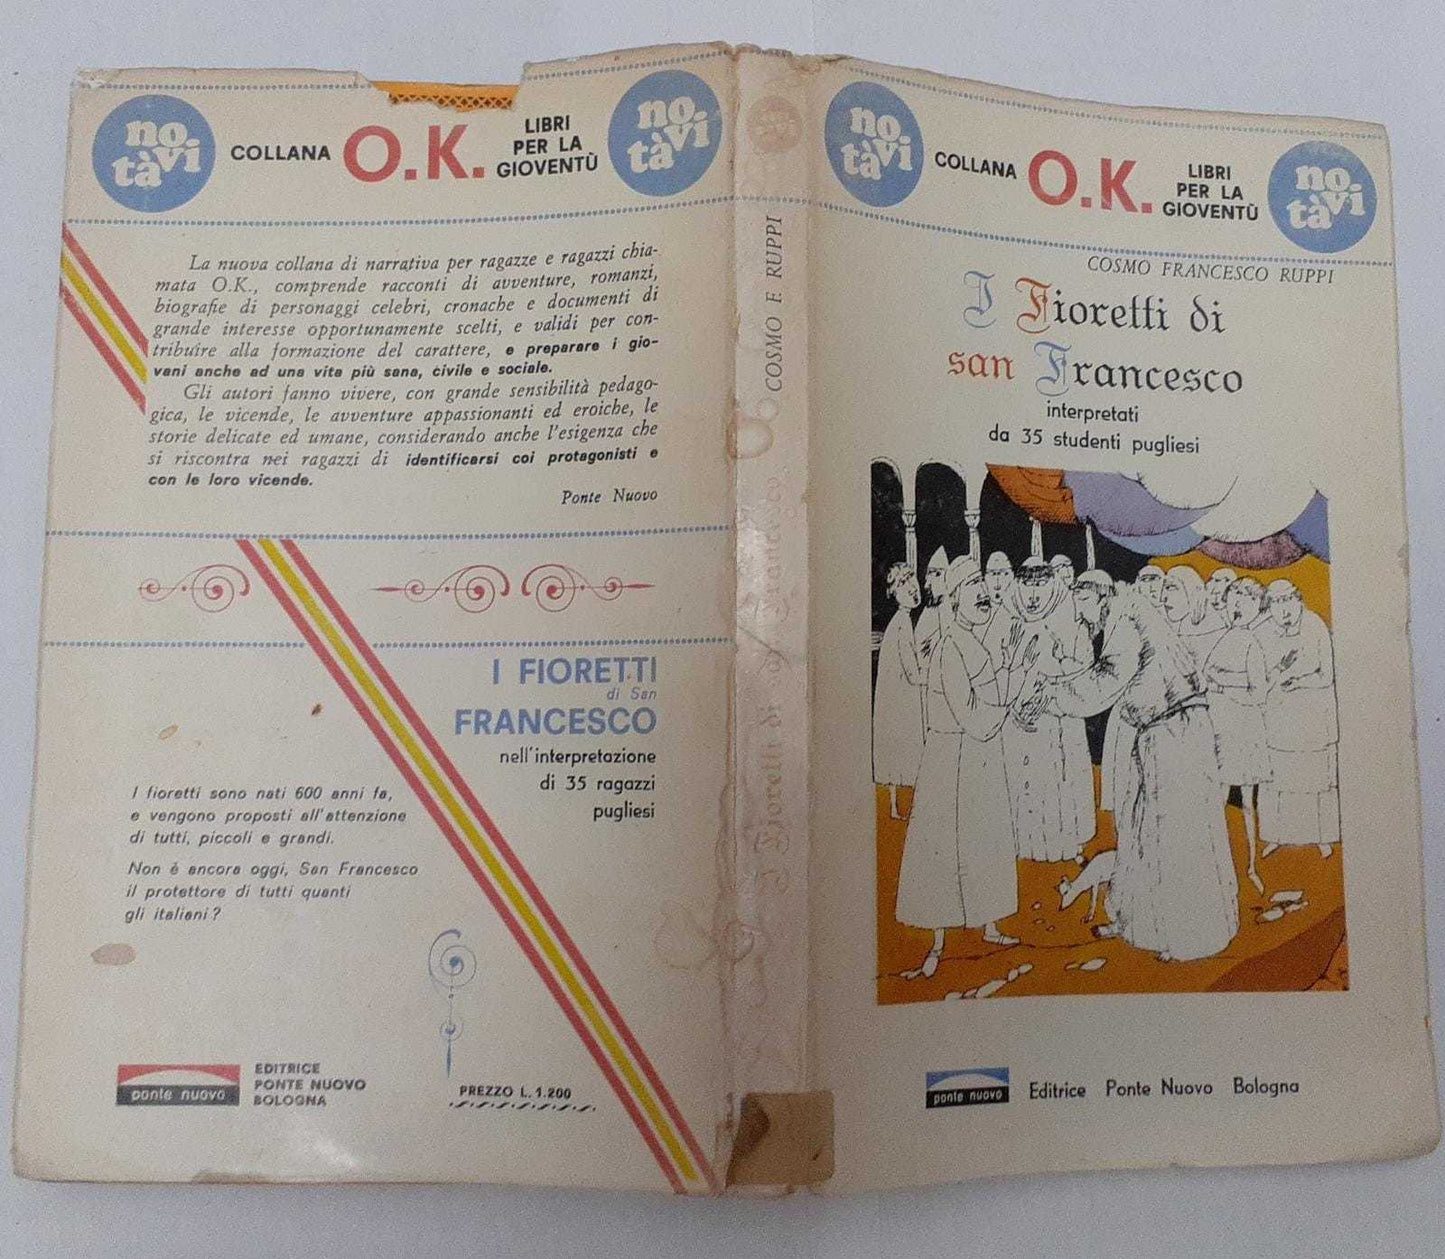 no
vi
tà
COLLANA
O.K.
LIBRI
PER LA
GIOVENTÙ
no
vi
tà
La nuova collana di narrativa per ragazze e ragazzi chia-
mata O.K., comprende racconti di avventure, romanzi,
biografie di personaggi celebri, cronache e documenti di
grande interesse opportunamente scelti, e validi per con-
tribuire alla formazione del carattere, e preparare i gio-
vani anche ad una vita più sana, civile e sociale.
Gli autori fanno vivere, con grande sensibilità pedago-
gica, le vicende, le avventure appassionanti ed eroiche, le
storie delicate ed umane, considerando anche l'esigenza che
si riscontra nei ragazzi di identificarsi coi protagonisti e
con le loro vicende.
Ponte Nuovo
I FIORETTI
di San
FRANCESCO
nell'interpretazione
di 35 ragazzi
pugliesi
I fioretti sono nati 600 anni fa,
e vengono proposti all'attenzione
di tutti, piccoli e grandi.
Non è ancora oggi, San Francesco
il protettore di tutti quanti
gli italiani?
ponte nuovo
EDITRICE
PONTE NUOVO
BOLOGNA
PREZZO L. 1.200
COSMO F. RUPPI
I Fioretti di san Francesco
no
vi
tà
COLLANA
O.K.
LIBRI
PER LA
GIOVENTÙ
no
vi
tà
COSMO FRANCESCO RUPPI
I Fioretti di
san Francesco
interpretati
da 35 studenti pugliesi
ponte nuovo
Editrice Ponte Nuovo Bologna